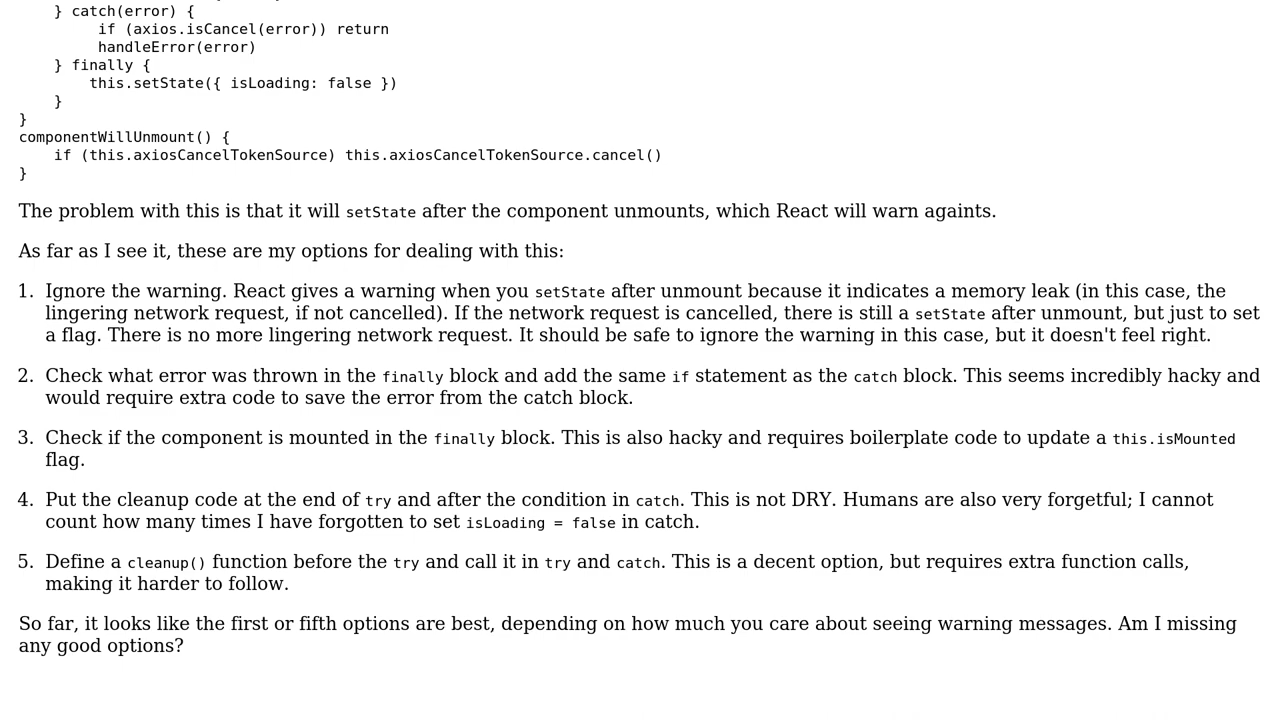 } catch(error) {
if (axios.isCancel(error)) return
handleError(error)
} finally {
this.setState({ isLoading: false })
}
}
componentWillUnmount() {
if (this.axiosCancelTokenSource) this.axiosCancelTokenSource.cancel()
}
The problem with this is that it will setState after the component unmounts, which React will warn againts.
As far as I see it, these are my options for dealing with this:
1. Ignore the warning. React gives a warning when you setState after unmount because it indicates a memory leak (in this case, the
lingering network request, if not cancelled). If the network request is cancelled, there is still a setState after unmount, but just to set
a flag. There is no more lingering network request. It should be safe to ignore the warning in this case, but it doesn't feel right.
2. Check what error was thrown in the finally block and add the same if statement as the catch block. This seems incredibly hacky and
would require extra code to save the error from the catch block.
3. Check if the component is mounted in the finally block. This is also hacky and requires boilerplate code to update a this.isMounted
flag.
4. Put the cleanup code at the end of try and after the condition in catch. This is not DRY. Humans are also very forgetful; I cannot
count how many times I have forgotten to set isLoading = false in catch.
5. Define a cleanup() function before the try and call it in try and catch. This is a decent option, but requires extra function calls,
making it harder to follow.
So far, it looks like the first or fifth options are best, depending on how much you care about seeing warning messages. Am I missing
any good options?